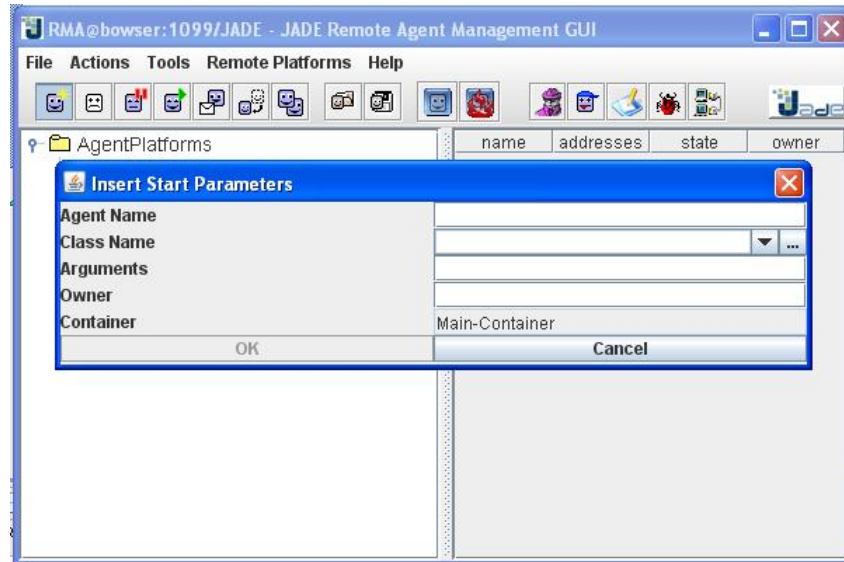 RMA@bowser:1099/JADE - JADE Remote Agent Management GUI
File Actions Tools Remote Platforms Help
Jade
AgentPlatforms
name addresses state owner
Insert Start Parameters
Agent Name
Class Name
...
Arguments
Owner
Container Main-Container
OK Cancel